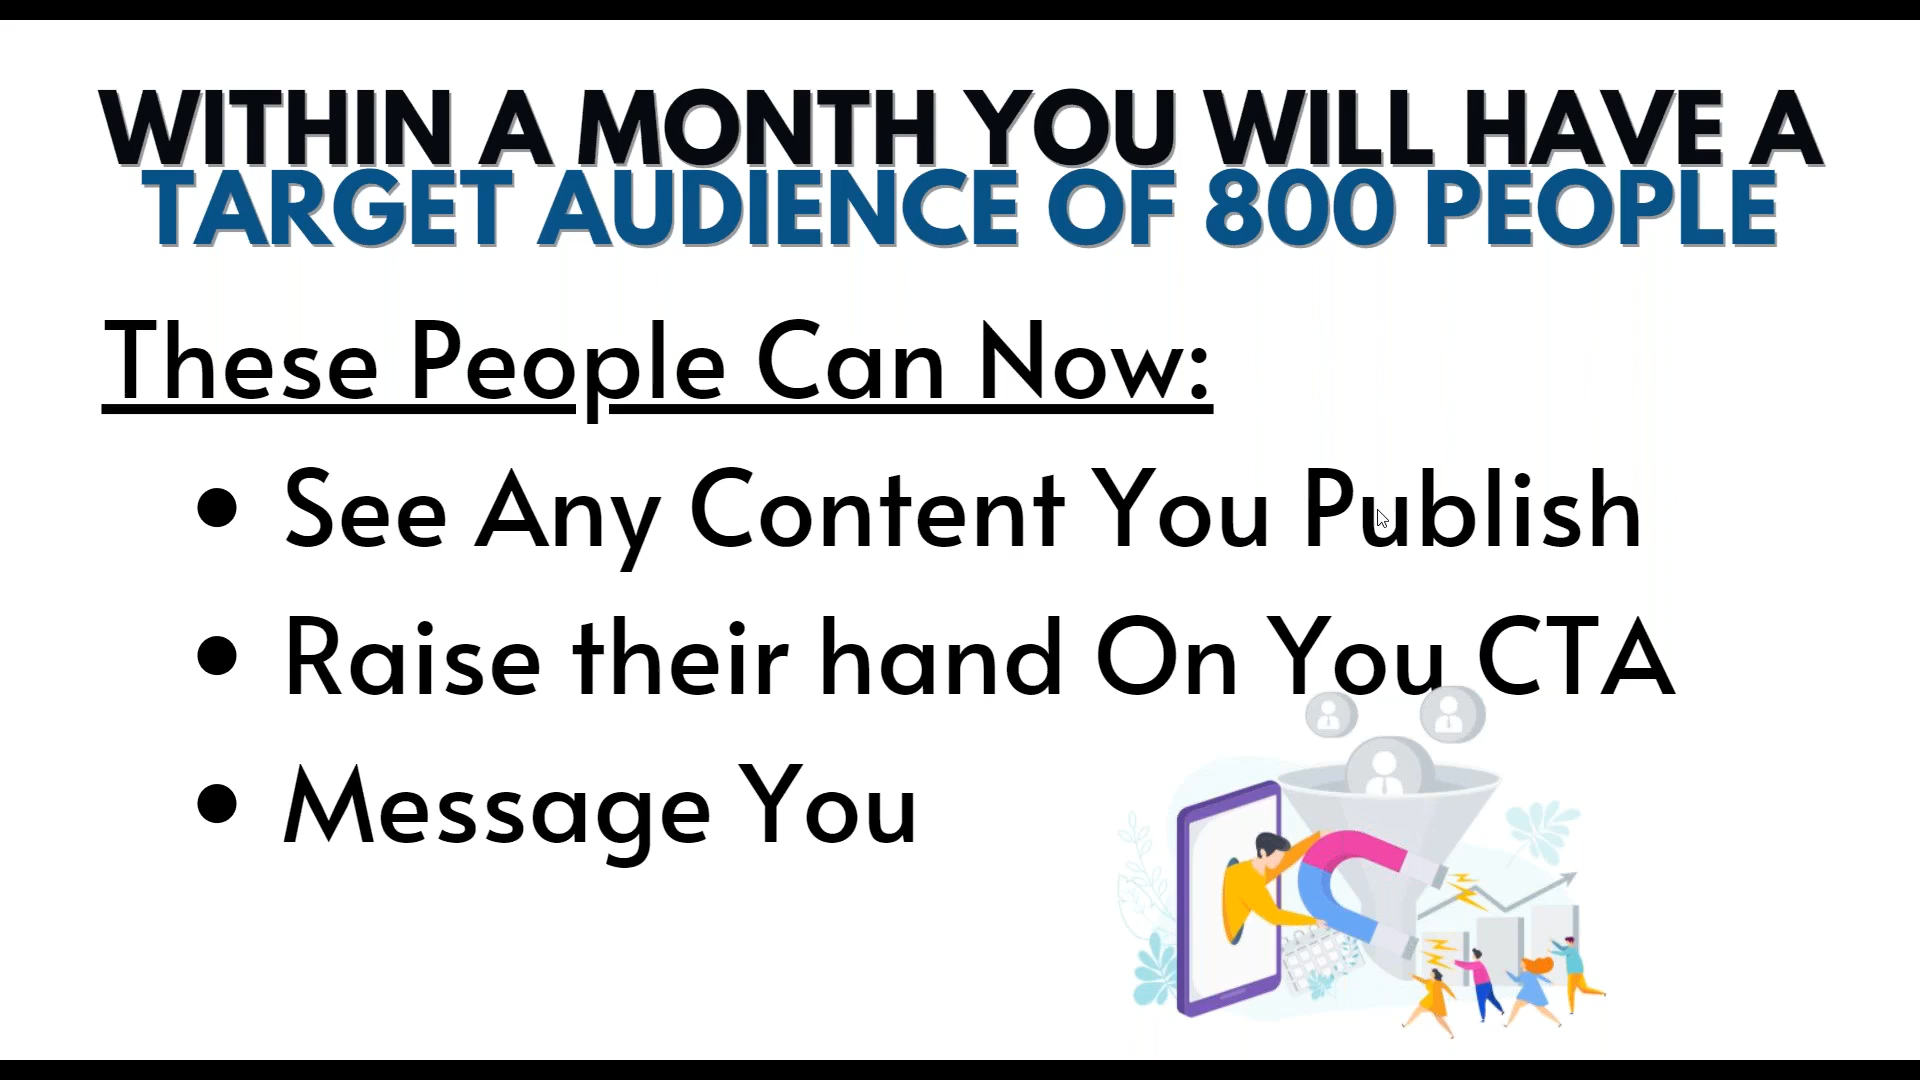 WITHIN A MONTH YOU WILL HAVE A
TARGET AUDIENCE OF 800 PEOPLE
These People Can Now:
• See Any Content You Publish
• Raise their hand On You CTA
• Message You